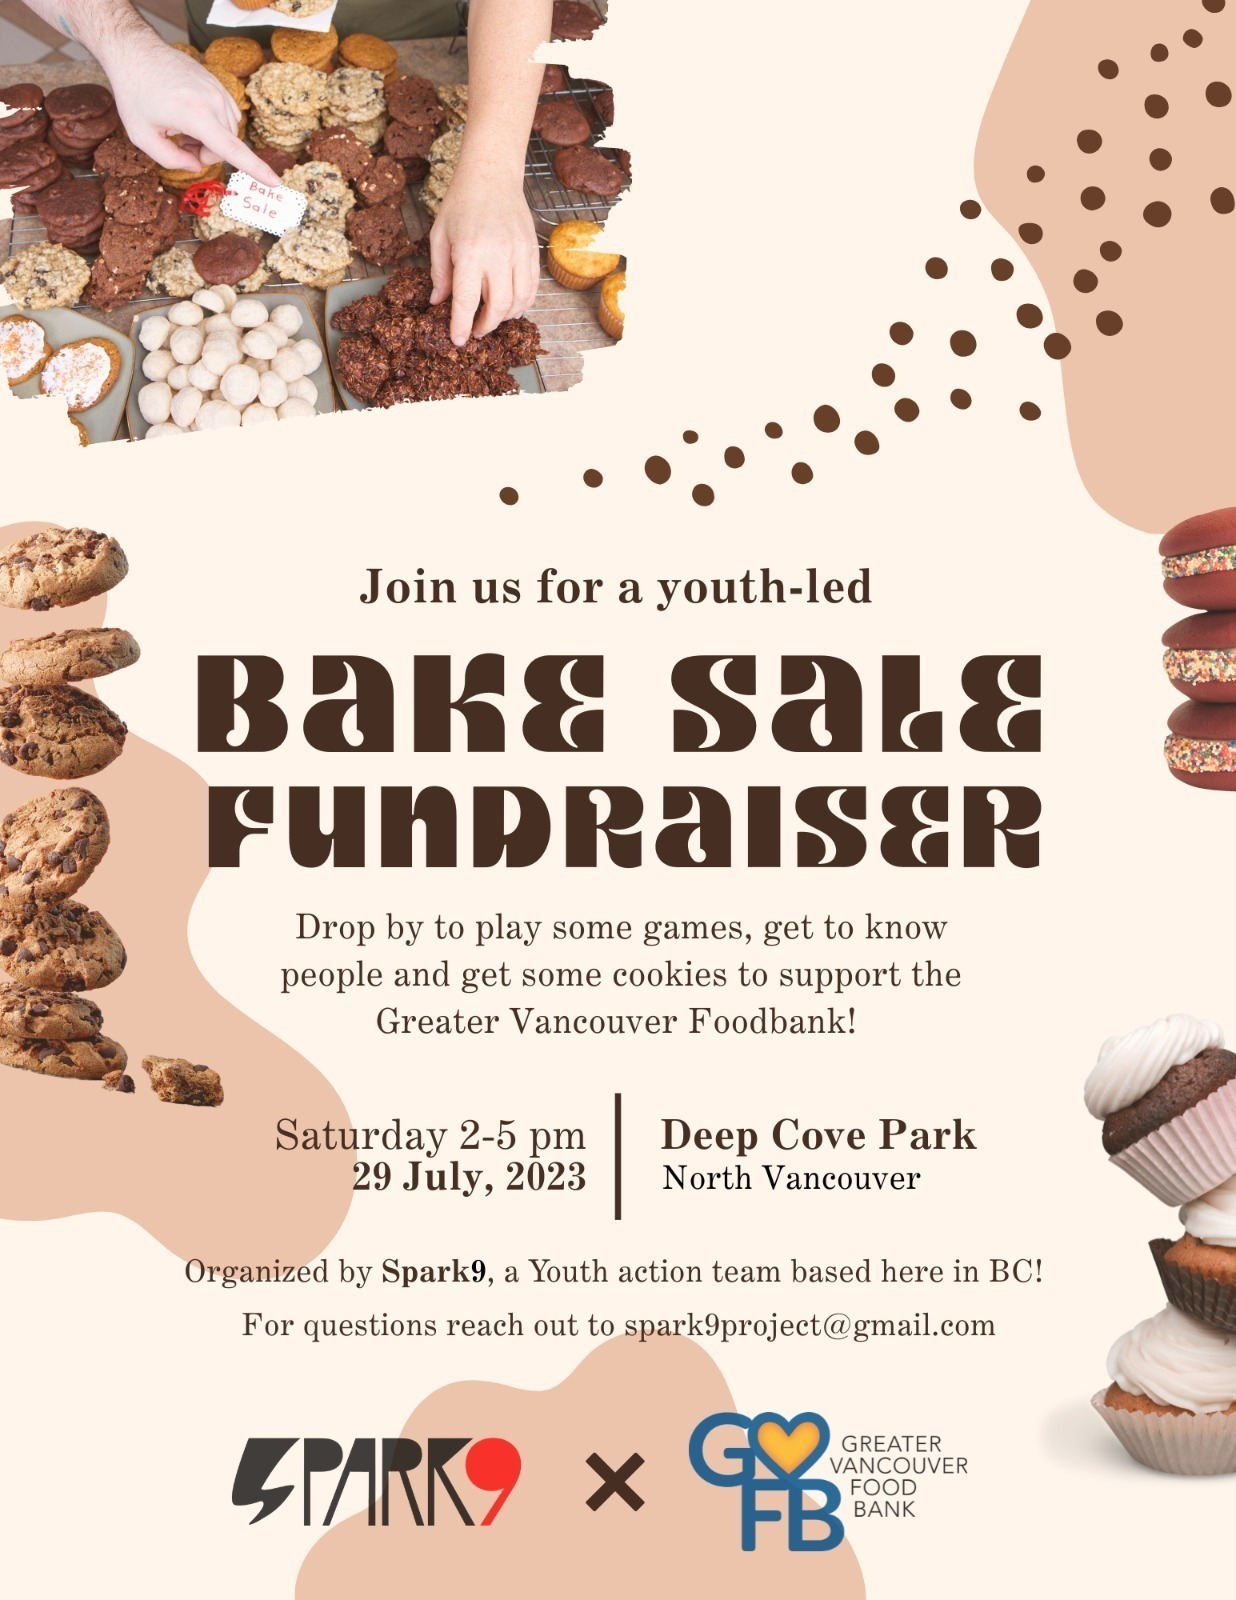 Bake
Sale
Join us for a youth-led
BAKE SALE
FUNDRAISER
Drop by to play some games, get to know
people and get some cookies to support the
Greater Vancouver Foodbank!
Saturday 2-5 pm
29 July, 2023
Deep Cove Park
North Vancouver
Organized by Spark9, a Youth action team based here in BC!
For questions reach out to spark9project@gmail.com
SPARK9
G FB
GREATER
VANCOUVER
FOOD
BANK